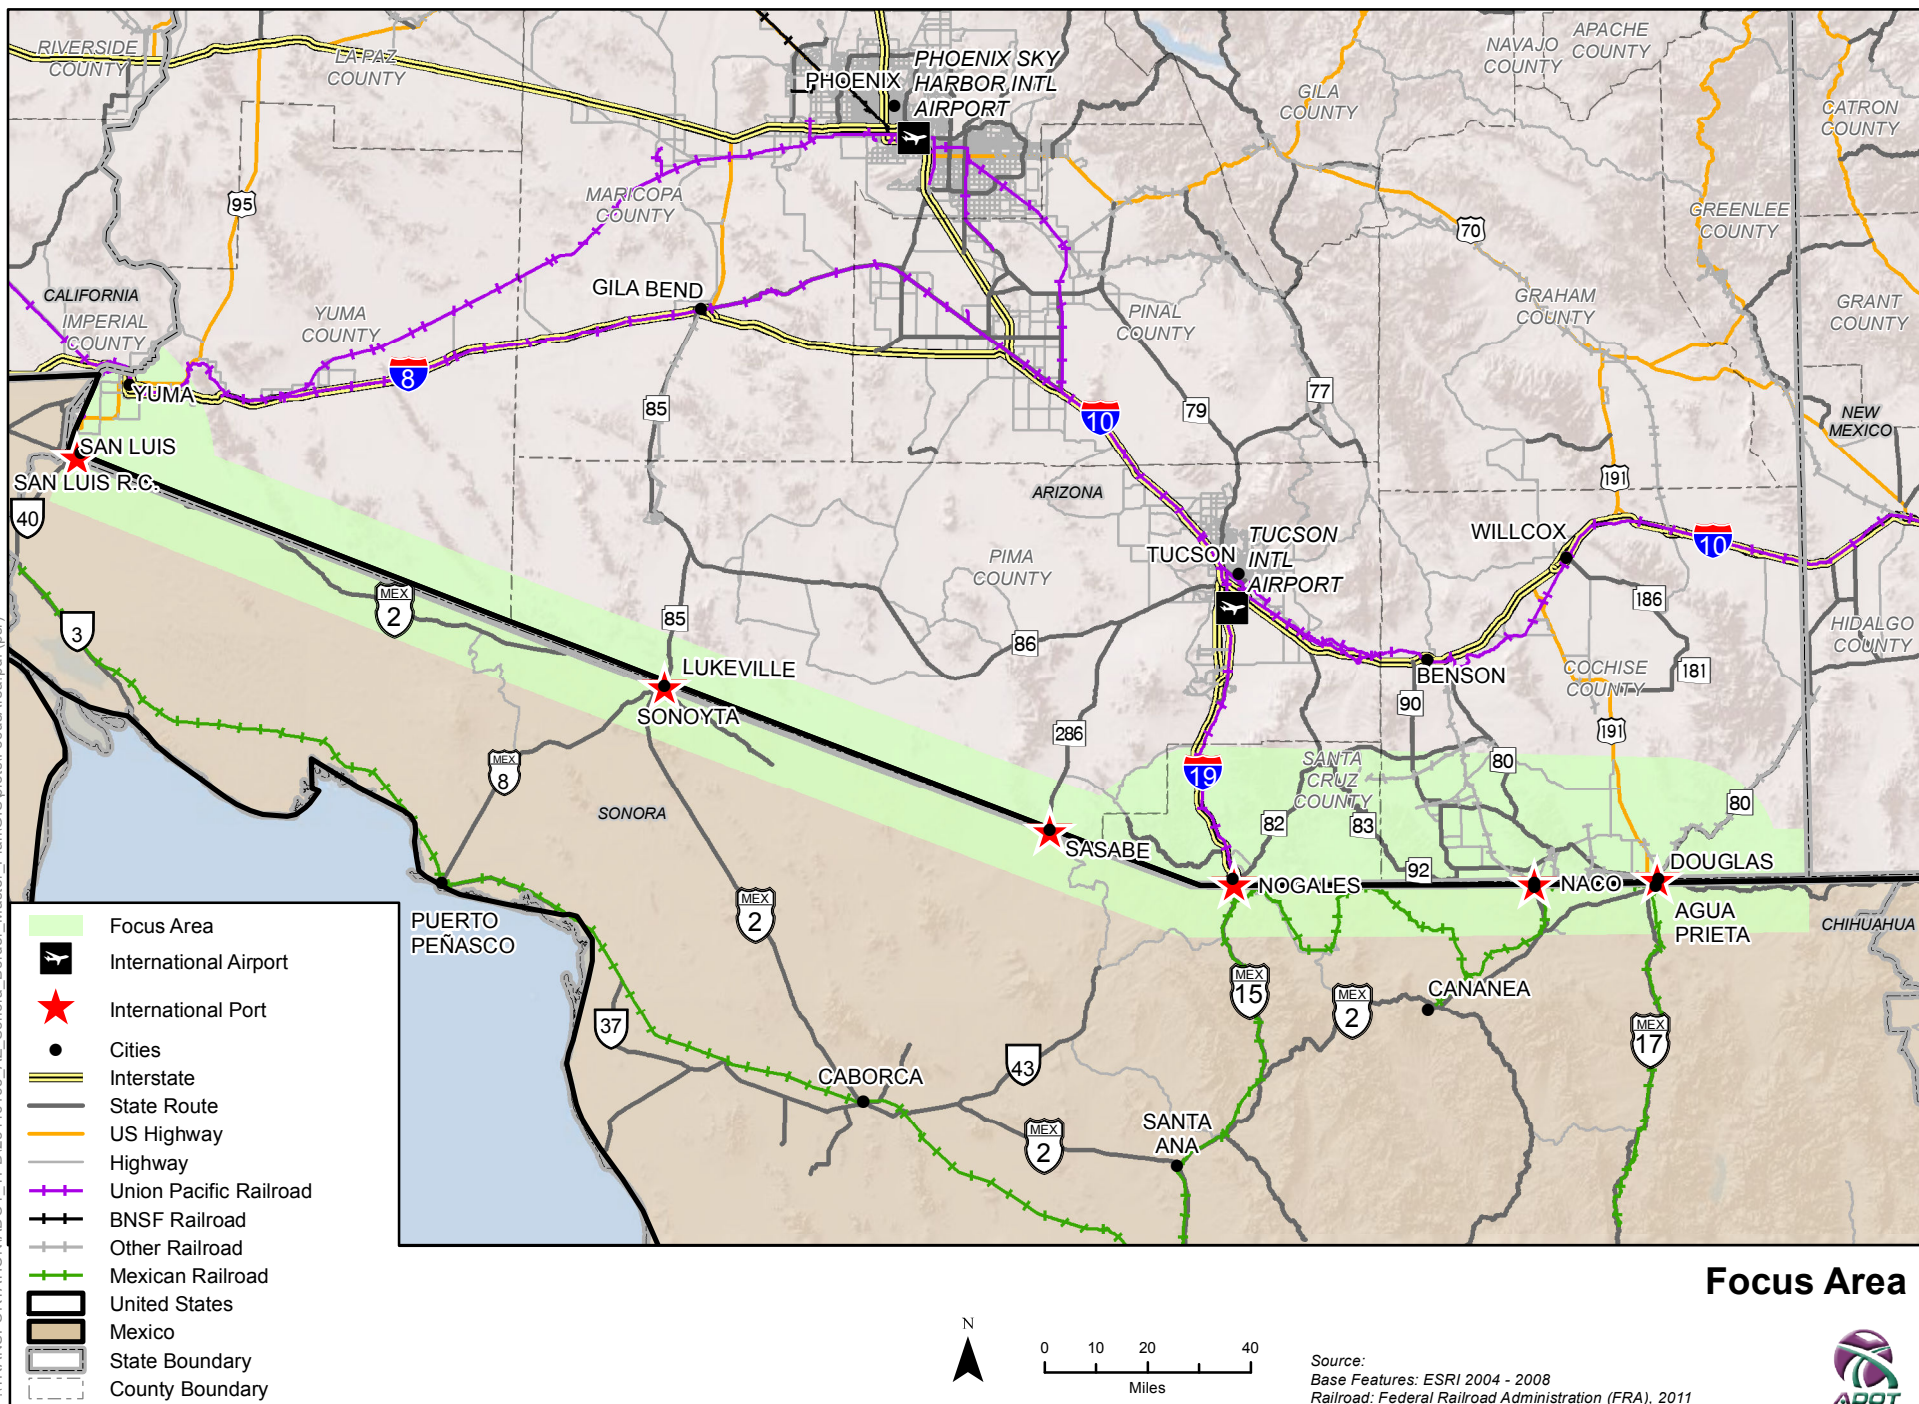 RIVERSIDE
COUNTY
LA PAZ
COUNTY
PHOENIX
PHOENIX SKY
HARBOR INTL
AIRPORT
NAVAJO
COUNTY
APACHE
COUNTY
GILA
COUNTY
CATRON
COUNTY
95
MARICOPA
COUNTY
70
GREENLEE
COUNTY
CALIFORNIA
IMPERIAL
COUNTY
YUMA
COUNTY
GILA BEND
PINAL
COUNTY
GRAHAM
COUNTY
GRANT
COUNTY
8
YUMA
85
10
79
77
NEW
MEXICO
SAN LUIS
SAN LUIS R.C.
40
ARIZONA
191
WILLCOX
10
TUCSON
TUCSON
INTL
AIRPORT
PIMA
COUNTY
MEX
2
3
85
86
186
HIDALGO
COUNTY
LUKEVILLE
SONOYTA
BENSON
COCHISE
COUNTY
181
90
286
191
MEX
8
19
SANTA
CRUZ
COUNTY
80
80
SONORA
82
83
SASABE
92
NOGALES
NACO
DOUGLAS
AGUA
PRIETA
CHIHUAHUA
PUERTO
PEÑASCO
MEX
2
MEX
15
MEX
2
CANANEA
MEX
17
37
43
CABORCA
MEX
2
SANTA
ANA
Focus Area
International Airport
International Port
Cities
Interstate
State Route
US Highway
Highway
Union Pacific Railroad
BNSF Railroad
Other Railroad
Mexican Railroad
United States
Mexico
State Boundary
County Boundary
Focus Area
N
0 10 20 40
Miles
Source:
Base Features: ESRI 2004 - 2008
Railroad: Federal Railroad Administration (FRA), 2011
ADOT